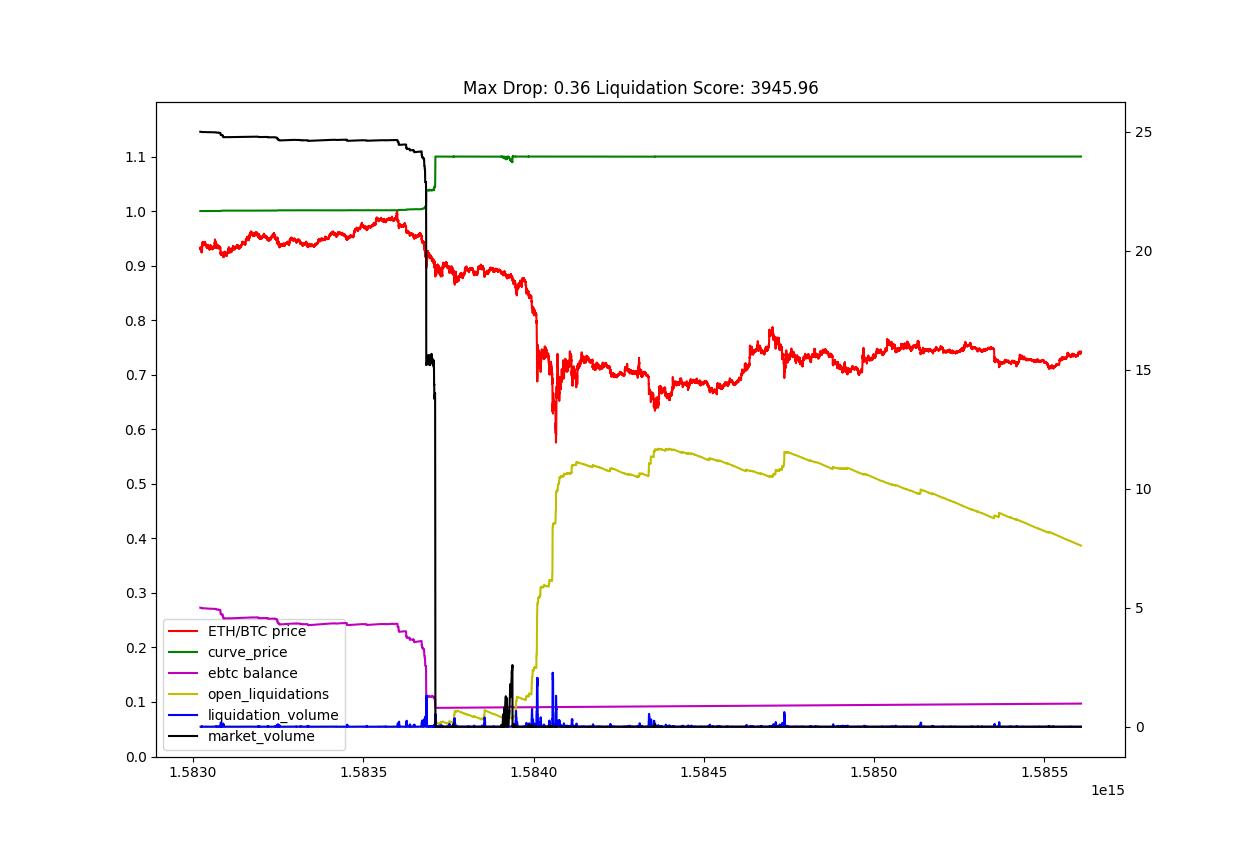 Max Drop: 0.36 Liquidation Score: 3945.96
1.1
1.0
0.9
0.8
0.7
0.6
0.5
0.4
0.3
0.2
0.1
0.0
25
20
15
10
5
0
ETH/BTC price
curve_price
ebtc balance
open_liquidations
liquidation_volume
market_volume
1.5830 1.5835 1.5840 1.5845 1.5850 1.5855
1e15